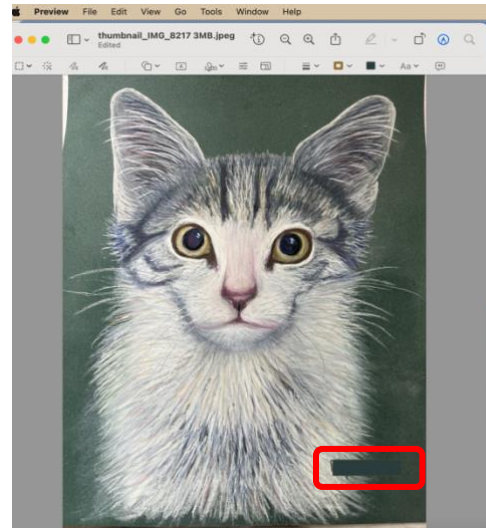 Preview File Edit View Go Tools Window Help
thumbnail_IMG_8217 3MB.jpeg
Edited
Aa